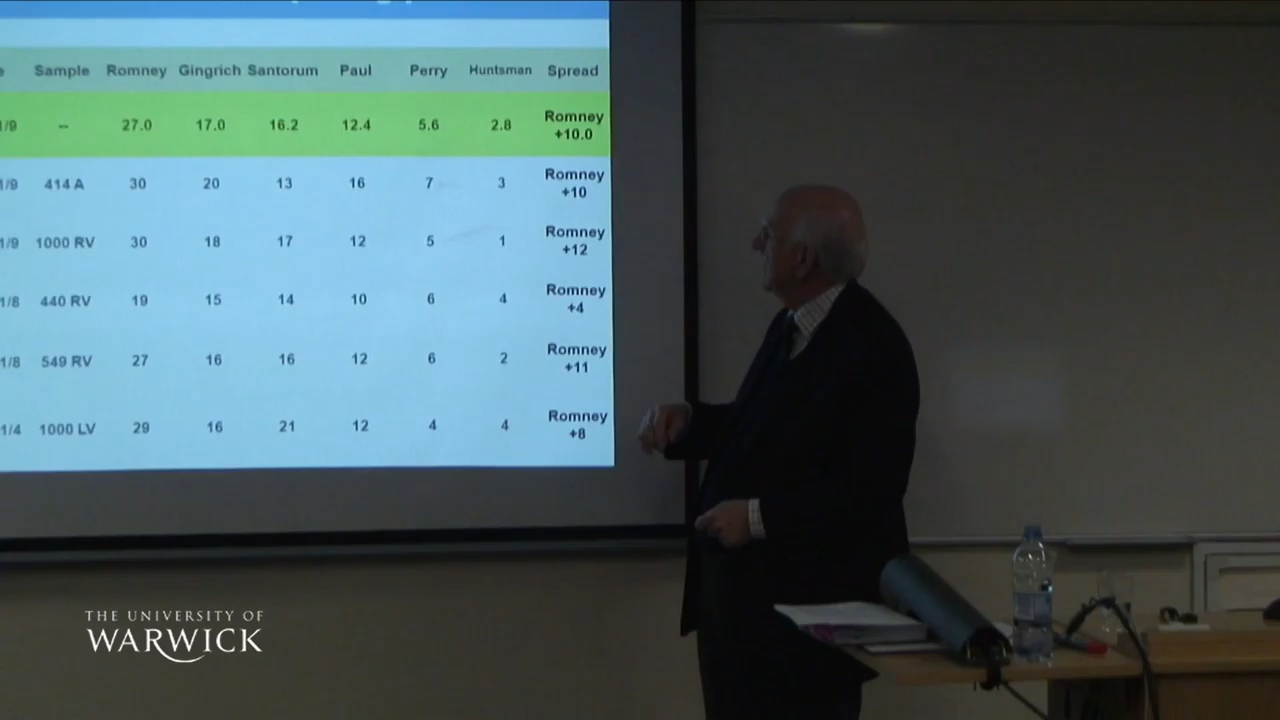 Sample Romney Gingrich Santorum Paul Perry Huntsman Spread
1/9 -- 27.0 17.0 16.2 12.4 5.6 2.8 Romney +10.0
1/9 414 A 30 20 13 16 7 3 Romney +10
1/9 1000 RV 30 18 17 12 5 1 Romney +12
1/8 440 RV 19 15 14 10 6 4 Romney +4
1/8 549 RV 27 16 16 12 6 2 Romney +11
1/4 1000 LV 29 16 21 12 4 4 Romney +8
THE UNIVERSITY OF
WARWICK